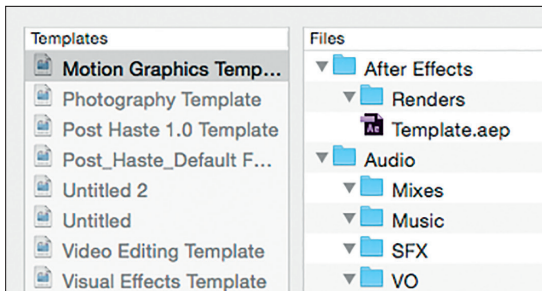 Templates
Motion Graphics Temp...
Photography Template
Post Haste 1.0 Template
Post_Haste_Default F...
Untitled 2
Untitled
Video Editing Template
Visual Effects Template
Files
After Effects
Renders
Ae Template.aep
Audio
Mixes
Music
SFX
VO